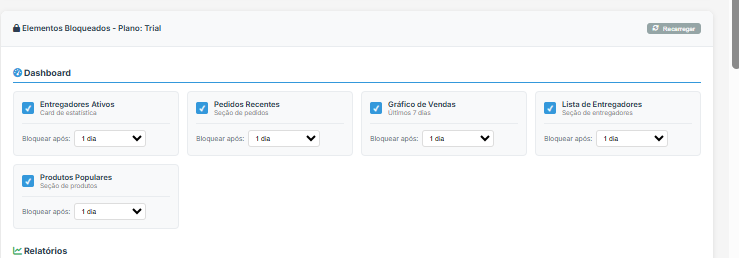 Elementos Bloqueados - Plano: Trial
Recarregar
Dashboard
Entregadores Ativos
Card de estatística
Bloquear após: 1 dia
Pedidos Recentes
Seção de pedidos
Bloquear após: 1 dia
Gráfico de Vendas
Últimos 7 dias
Bloquear após: 1 dia
Lista de Entregadores
Seção de entregadores
Bloquear após: 1 dia
Produtos Populares
Seção de produtos
Bloquear após: 1 dia
Relatórios